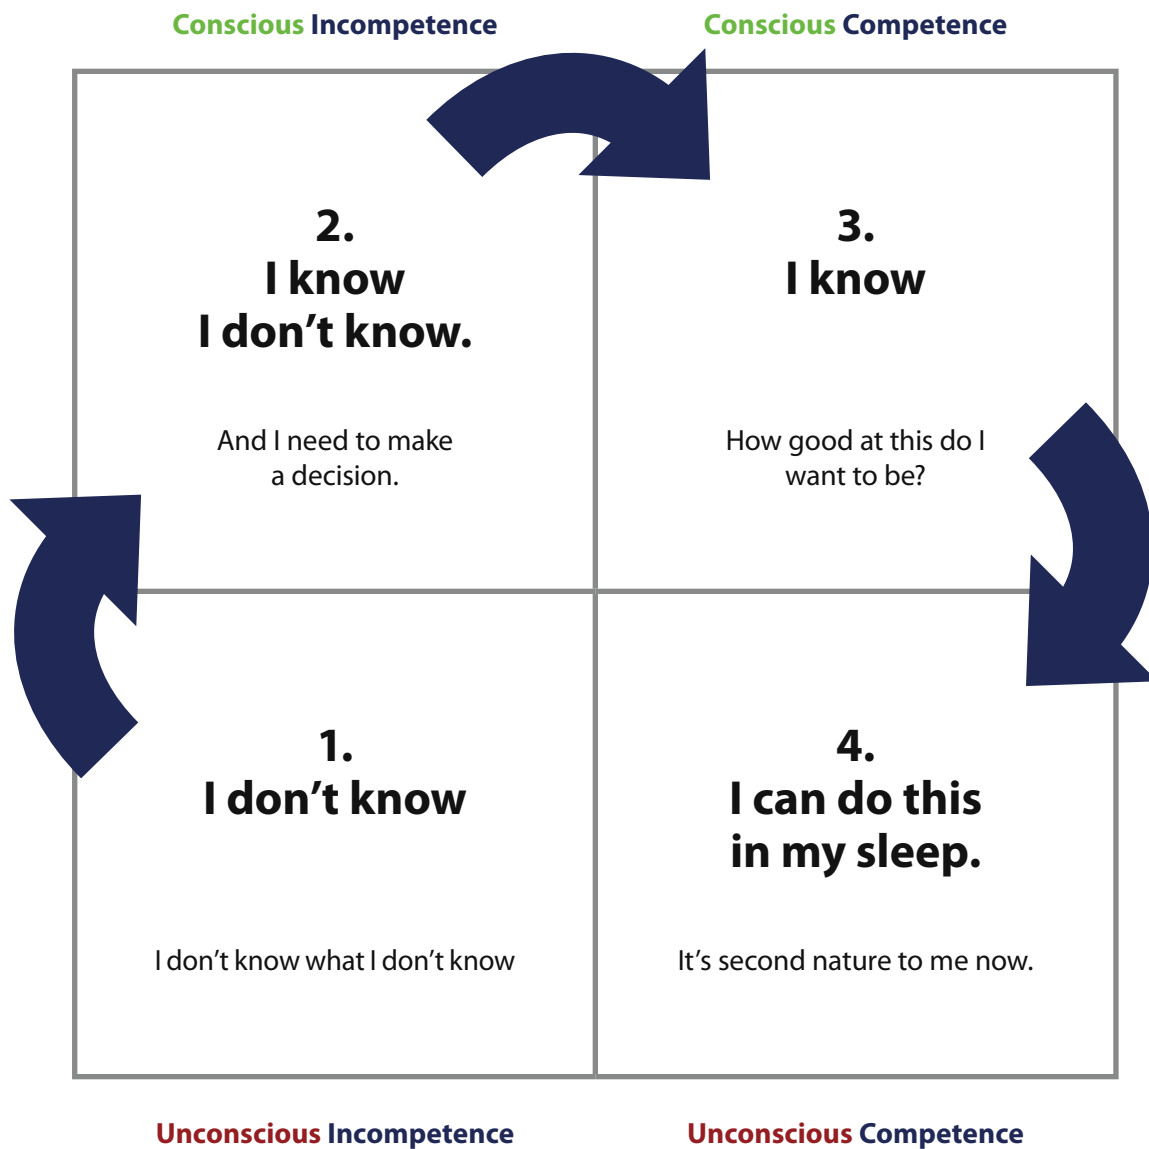 Conscious Incompetence
Conscious Competence
2.
I know
I don’t know.
And I need to make
a decision.
3.
I know
How good at this do I
want to be?
1.
I don’t know
I don’t know what I don’t know
4.
I can do this
in my sleep.
It’s second nature to me now.
Unconscious Incompetence
Unconscious Competence